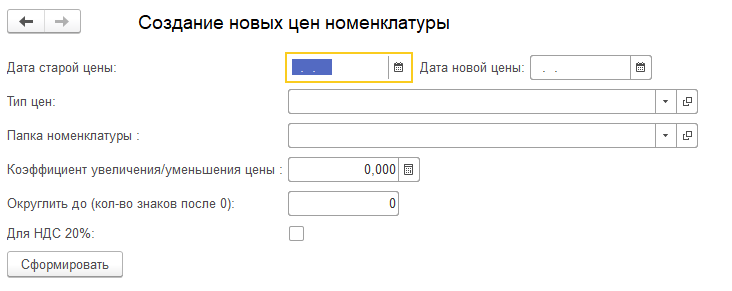 Создание новых цен номенклатуры
Дата старой цены: . . Дата новой цены: . .
Тип цен:
Папка номенклатуры :
Коэффициент увеличения/уменьшения цены : 0,000
Округлить до (кол-во знаков после 0): 0
Для НДС 20%:
Сформировать